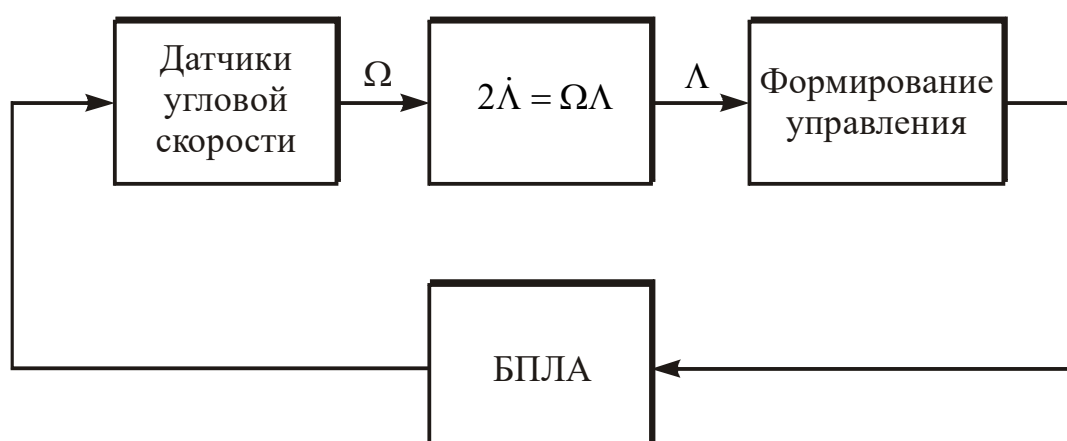 Датчики
угловой
скорости
Ω
2Λ̇ = ΩΛ
Λ
Формирование
управления
БПЛА